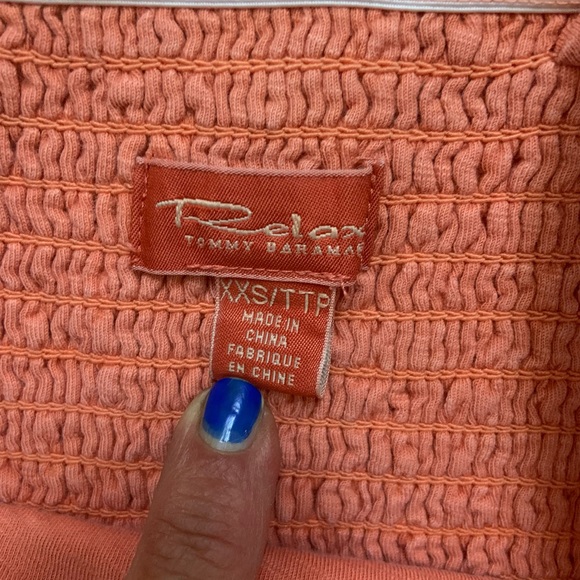 Relax
TOMMY BAHAMA®
XXS/TTP
MADE IN
CHINA
FABRIQUE
EN CHINE